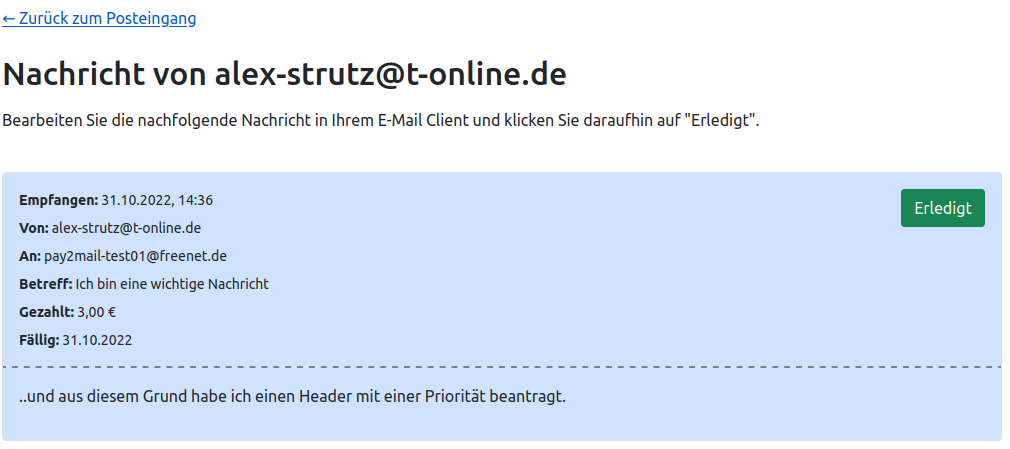 ← Zurück zum Posteingang
Nachricht von alex-strutz@t-online.de
Bearbeiten Sie die nachfolgende Nachricht in Ihrem E-Mail Client und klicken Sie daraufhin auf "Erledigt".
Empfangen: 31.10.2022, 14:36
Erledigt
Von: alex-strutz@t-online.de
An: pay2mail-test01@freenet.de
Betreff: Ich bin eine wichtige Nachricht
Gezahlt: 3,00 €
Fällig: 31.10.2022
..und aus diesem Grund habe ich einen Header mit einer Priorität beantragt.